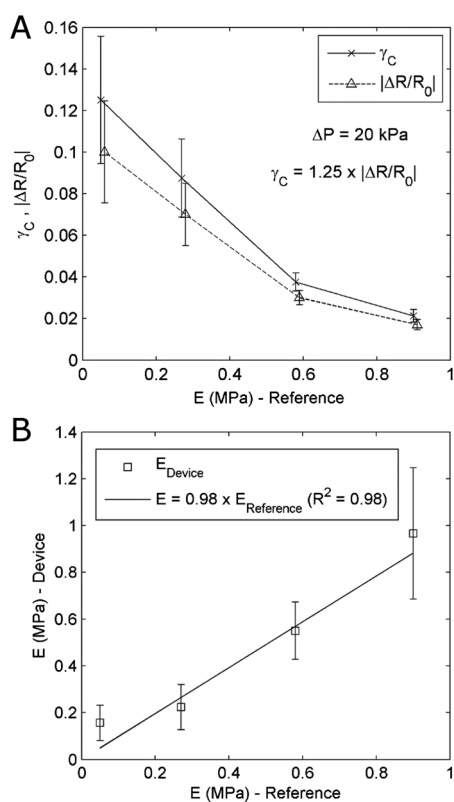 A
0.16
0.14
0.12
0.1
0.08
0.06
0.04
0.02
0
γC , |ΔR/R0|
γC
|ΔR/R0|
ΔP = 20 kPa
γC = 1.25 x |ΔR/R0|
0 0.2 0.4 0.6 0.8 1
E (MPa) - Reference
B
1.4
1.2
1
0.8
0.6
0.4
0.2
0
E (MPa) - Device
EDevice
E = 0.98 x EReference (R2 = 0.98)
0 0.2 0.4 0.6 0.8 1
E (MPa) - Reference